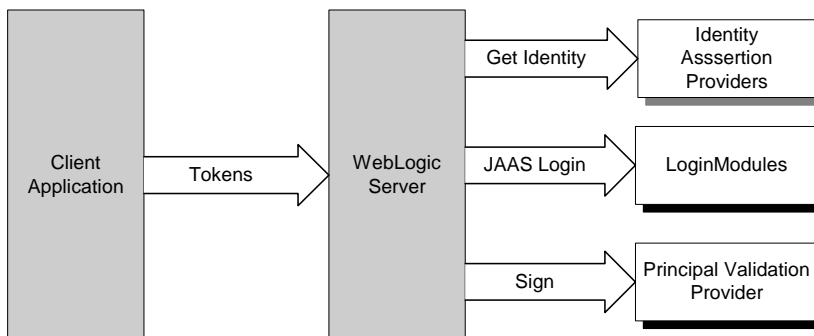 Client
Application
Tokens
WebLogic
Server
Get Identity
Identity
Asssertion
Providers
JAAS Login
LoginModules
Sign
Principal Validation
Provider